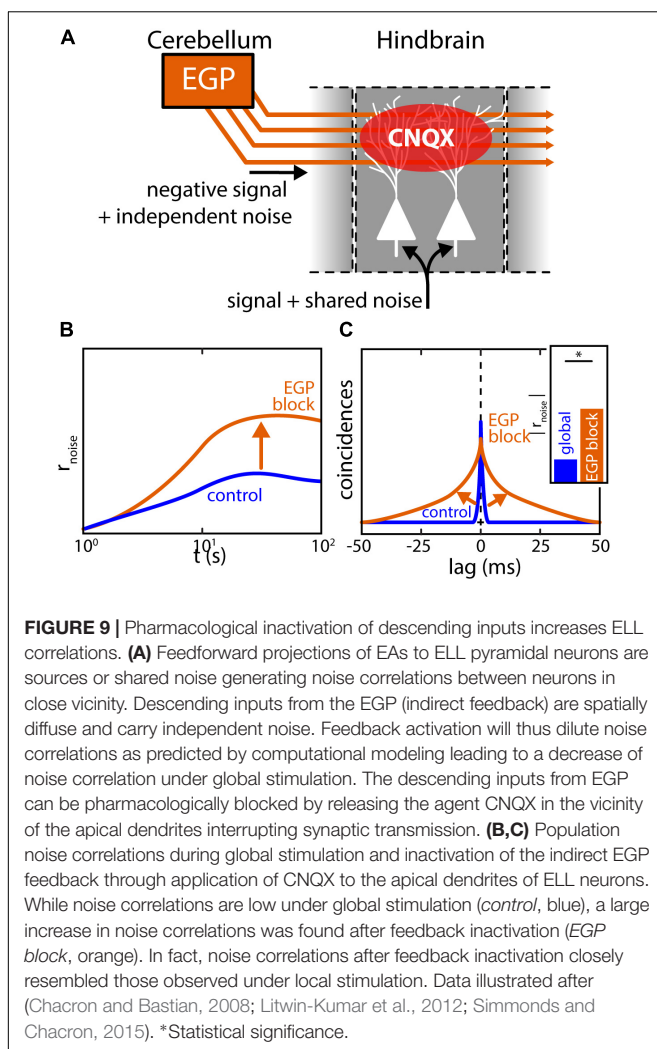 A
Cerebellum
Hindbrain
EGP
CNQX
negative signal
+ independent noise
signal + shared noise
B
r_noise
EGP
block
control
10^0
10^1
10^2
t (s)
C
coincidences
EGP
block
control
-50
-25
0
25
50
lag (ms)
*
| r_noise |
global
EGP block
FIGURE 9 | Pharmacological inactivation of descending inputs increases ELL
correlations. (A) Feedforward projections of EAs to ELL pyramidal neurons are
sources or shared noise generating noise correlations between neurons in
close vicinity. Descending inputs from the EGP (indirect feedback) are spatially
diffuse and carry independent noise. Feedback activation will thus dilute noise
correlations as predicted by computational modeling leading to a decrease of
noise correlation under global stimulation. The descending inputs from EGP
can be pharmacologically blocked by releasing the agent CNQX in the vicinity
of the apical dendrites interrupting synaptic transmission. (B,C) Population
noise correlations during global stimulation and inactivation of the indirect EGP
feedback through application of CNQX to the apical dendrites of ELL neurons.
While noise correlations are low under global stimulation (control, blue), a large
increase in noise correlations was found after feedback inactivation (EGP
block, orange). In fact, noise correlations after feedback inactivation closely
resembled those observed under local stimulation. Data illustrated after
(Chacron and Bastian, 2008; Litwin-Kumar et al., 2012; Simmonds and
Chacron, 2015). *Statistical significance.